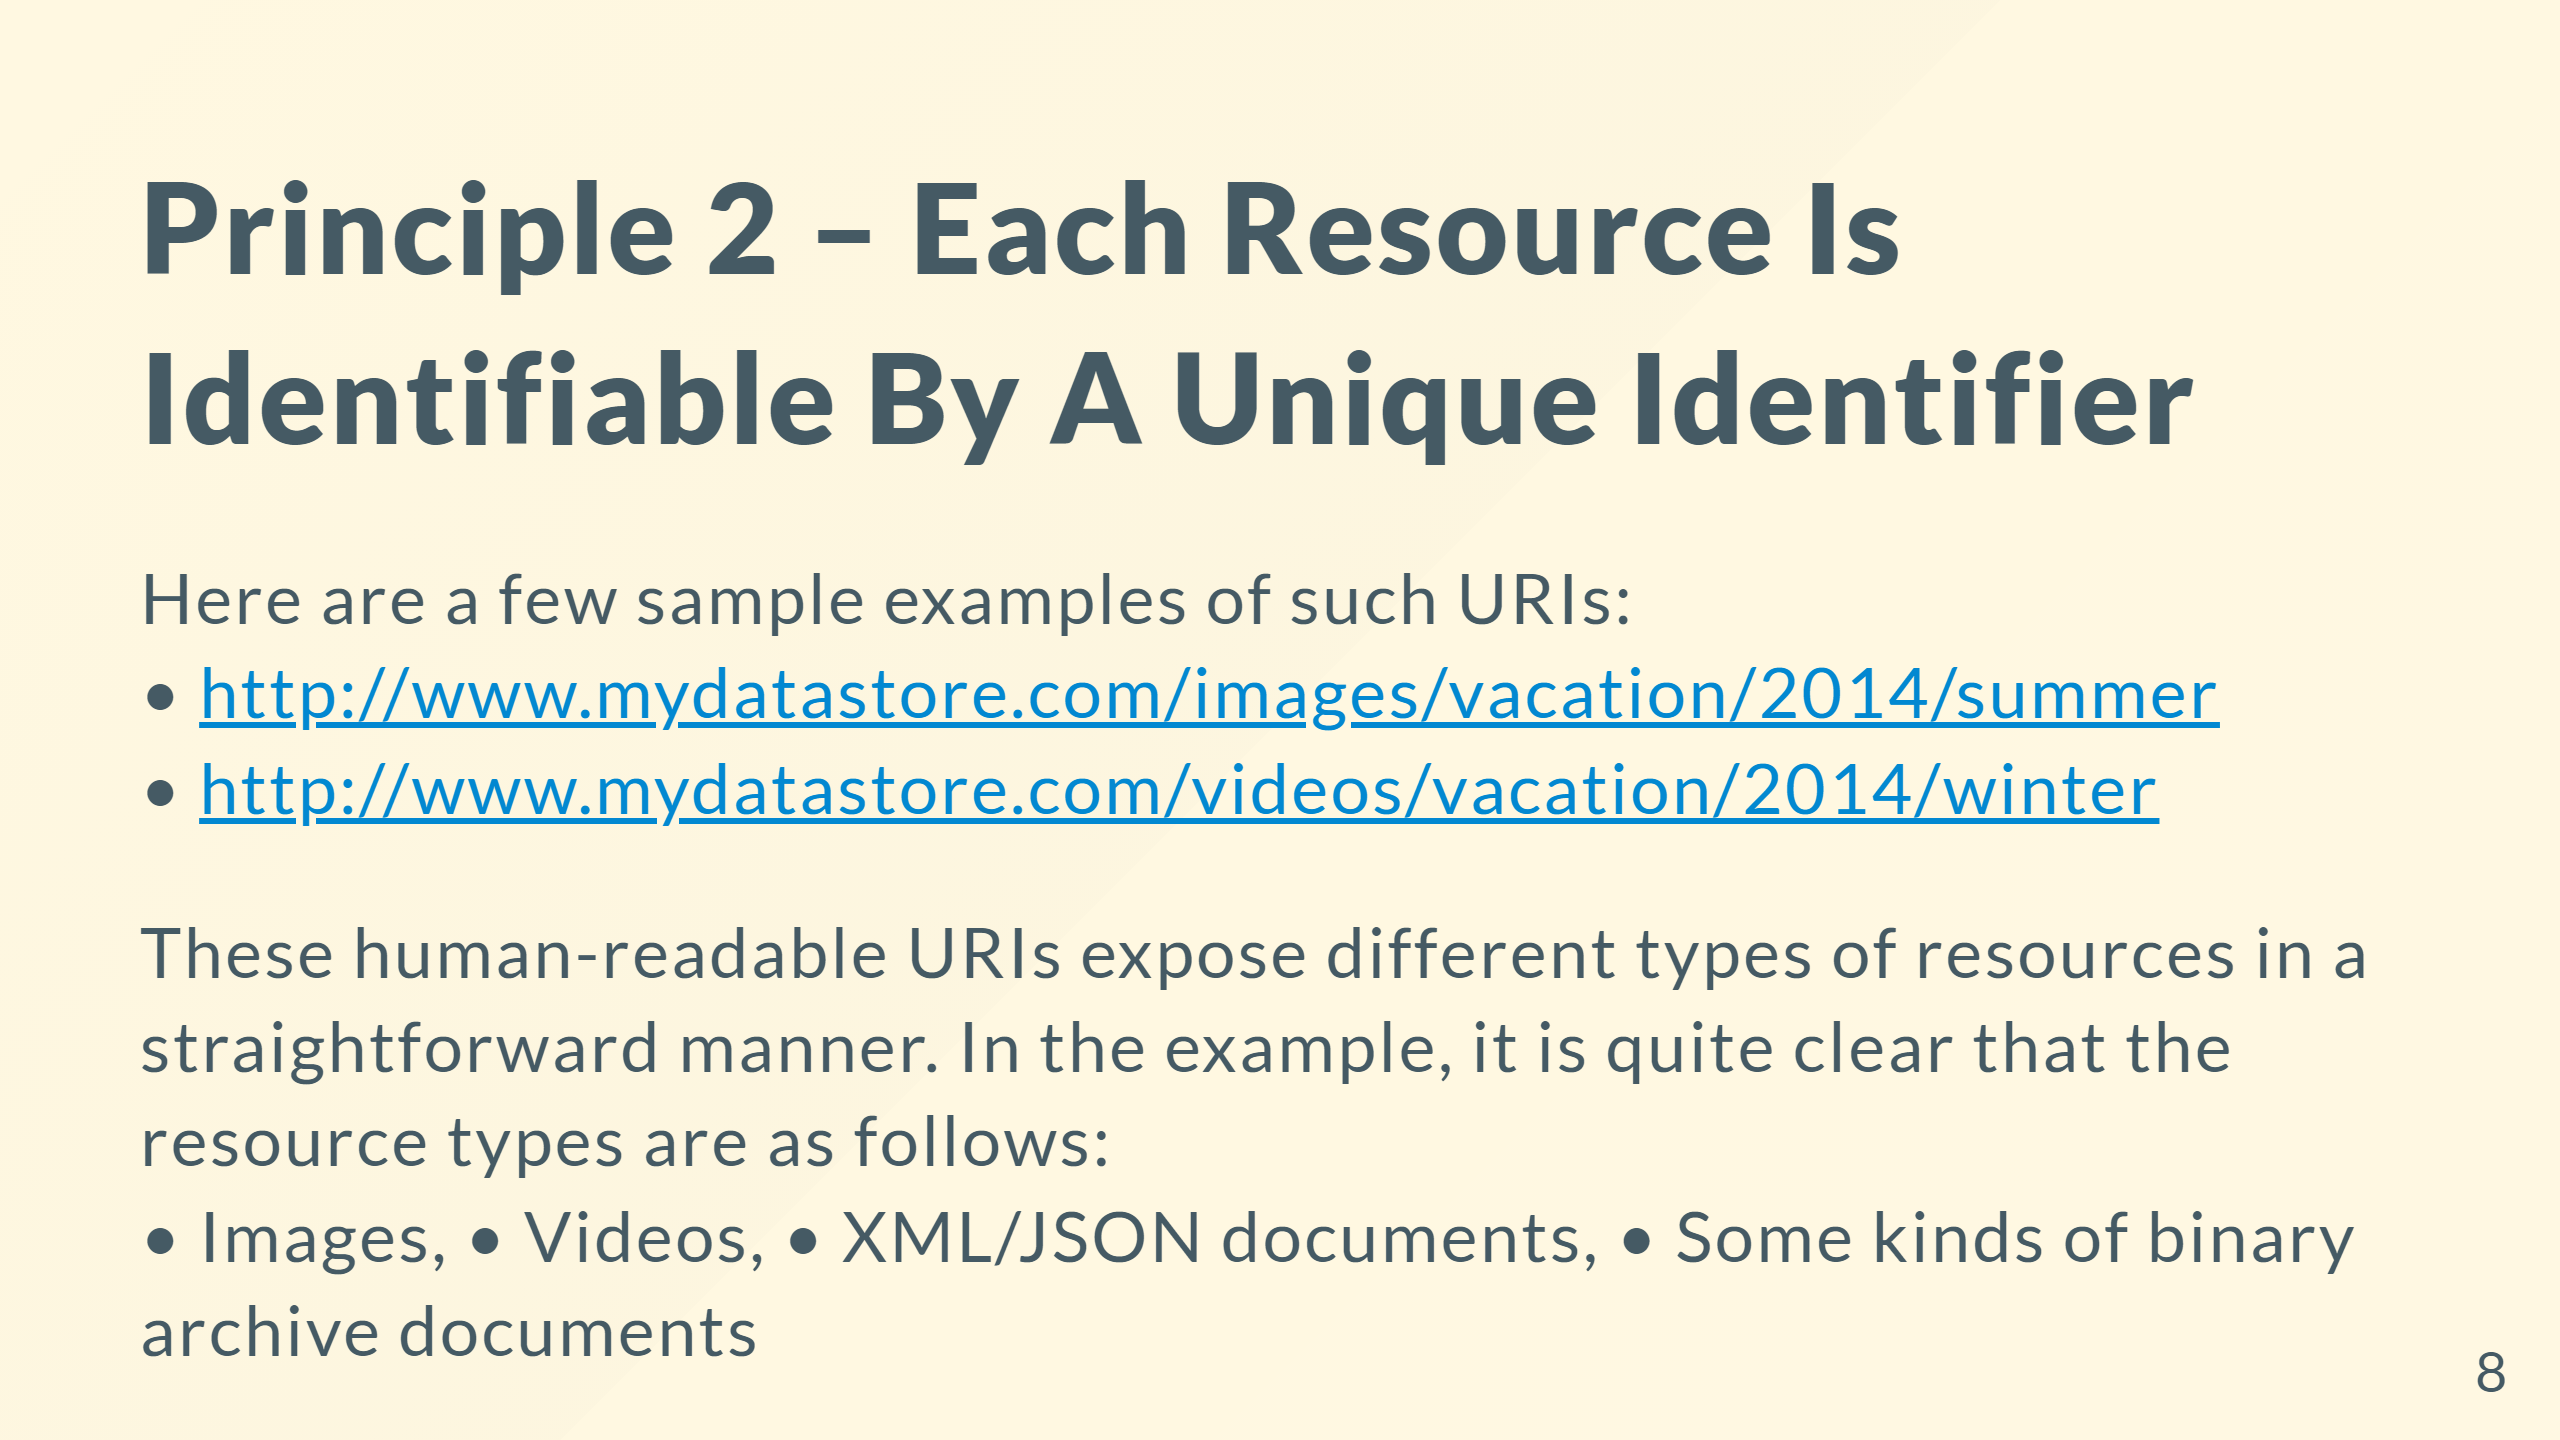 Principle 2 – Each Resource Is
Identifiable By A Unique Identifier
Here are a few sample examples of such URIs:
• http://www.mydatastore.com/images/vacation/2014/summer
• http://www.mydatastore.com/videos/vacation/2014/winter
These human-readable URIs expose different types of resources in a
straightforward manner. In the example, it is quite clear that the
resource types are as follows:
• Images, • Videos, • XML/JSON documents, • Some kinds of binary
archive documents
8